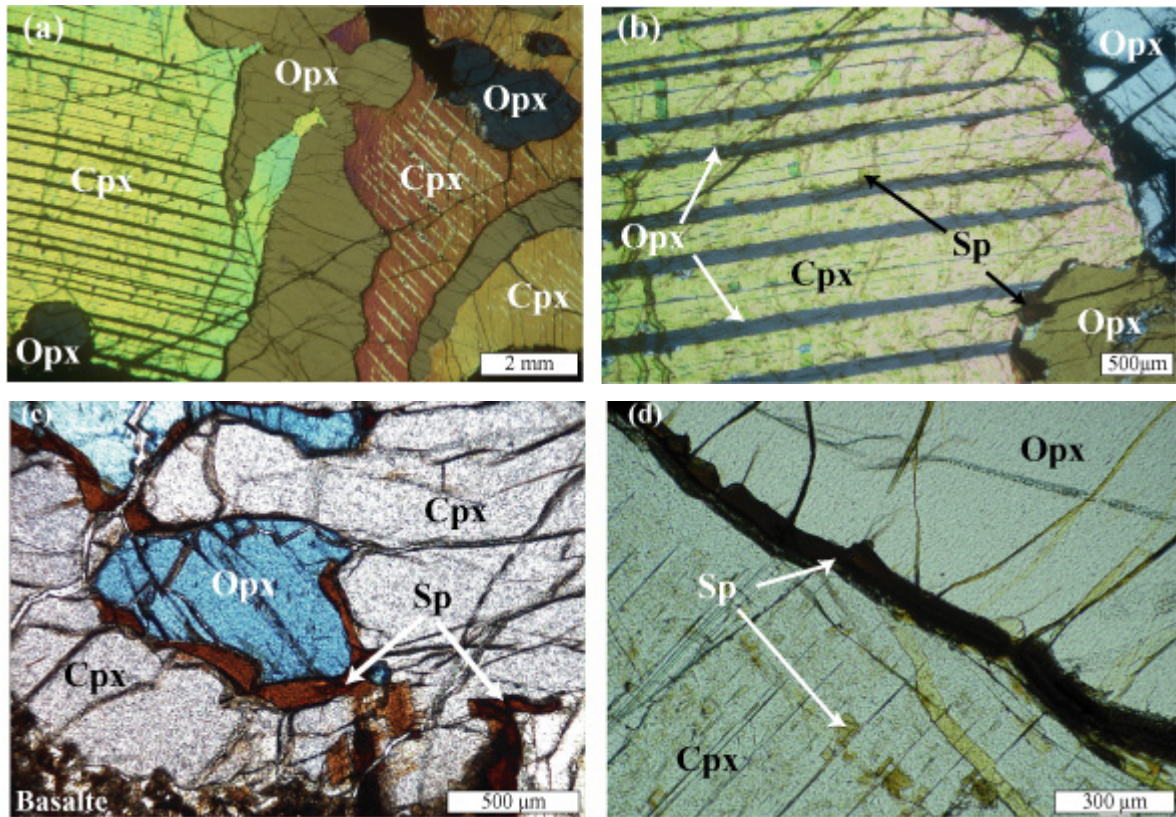 (a)
Opx
Opx
Cpx
Cpx
Cpx
Opx
2 mm
(b)
Opx
Opx
Sp
Cpx
Opx
500μm
(c)
Cpx
Opx
Sp
Cpx
Basalte
500 μm
(d)
Opx
Sp
Cpx
300 μm